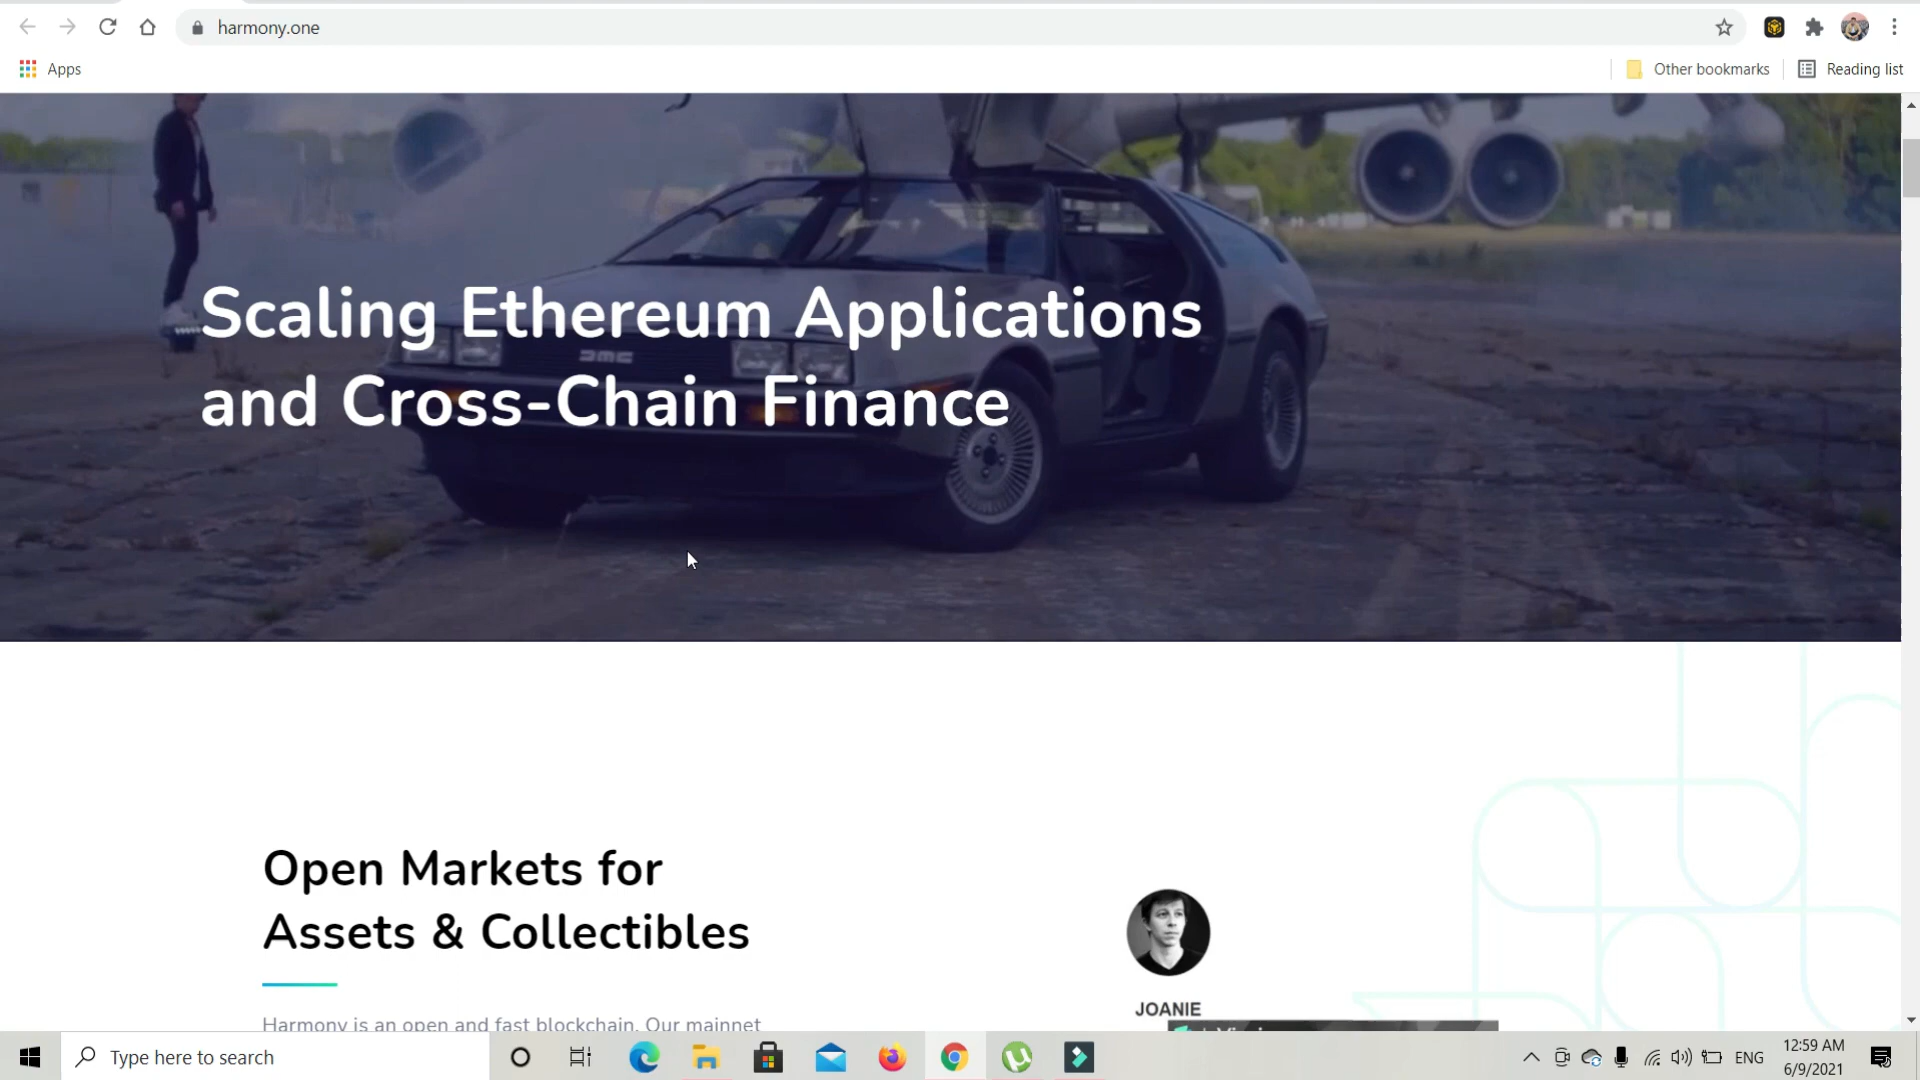 harmony.one
Apps
Other bookmarks
Reading list
Scaling Ethereum Applications
and Cross-Chain Finance
DMC
Open Markets for
Assets & Collectibles
Harmony is an open and fast blockchain. Our mainnet
JOANIE
Type here to search
ENG
12:59 AM
6/9/2021